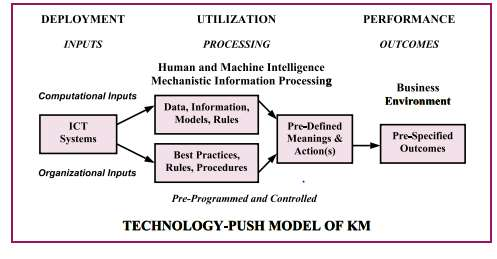 DEPLOYMENT UTILIZATION PERFORMANCE
INPUTS PROCESSING OUTCOMES
Human and Machine Intelligence
Mechanistic Information Processing
Business
Environment
Computational Inputs
Data, Information,
Models, Rules
ICT
Systems
Pre-Defined
Meanings &
Action(s)
Pre-Specified
Outcomes
Best Practices,
Rules, Procedures
Organizational Inputs
Pre-Programmed and Controlled
TECHNOLOGY-PUSH MODEL OF KM